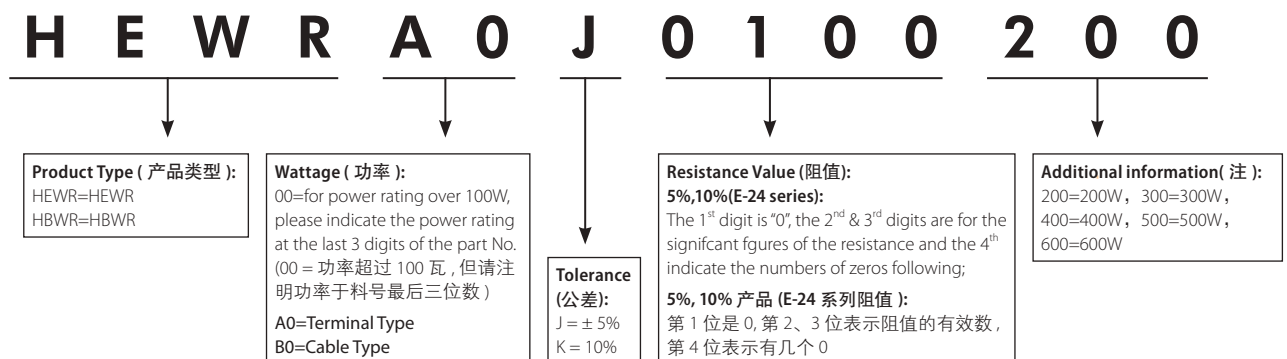 H E W R A 0 J 0 1 0 0 2 0 0
Product Type ( 产品类型 ):
HEWR=HEWR
HBWR=HBWR
Wattage ( 功率 ):
00=for power rating over 100W,
please indicate the power rating
at the last 3 digits of the part No.
(00 = 功率超过 100 瓦 , 但请注
明功率于料号最后三位数 )
A0=Terminal Type
B0=Cable Type
Tolerance
(公差):
J = ± 5%
K = 10%
Resistance Value (阻值):
5%,10%(E-24 series):
The 1st digit is "0", the 2nd & 3rd digits are for the
signifcant fgures of the resistance and the 4th
indicate the numbers of zeros following;
5%, 10% 产品 (E-24 系列阻值 ):
第 1 位是 0, 第 2、3 位表示阻值的有效数 ,
第 4 位表示有几个 0
Additional information( 注 ):
200=200W，300=300W，
400=400W，500=500W，
600=600W